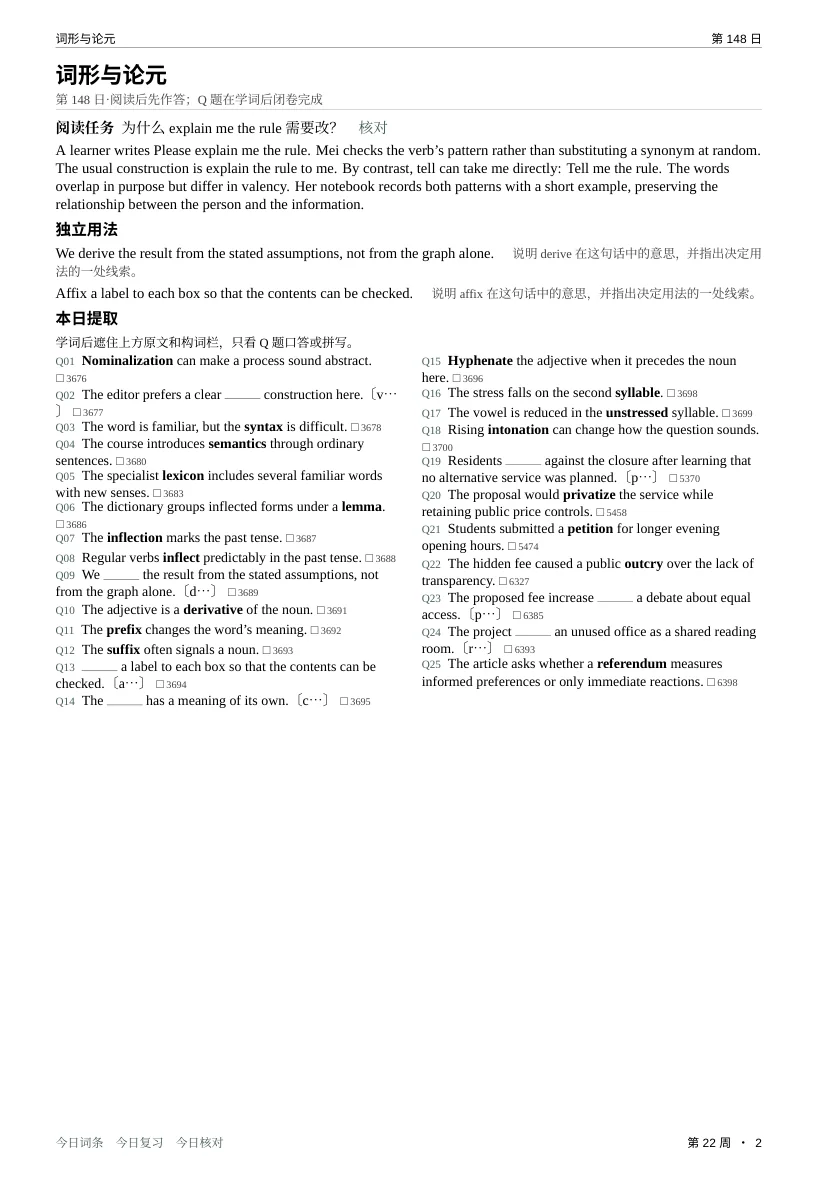 词形与论元 第 148 日
词形与论元
第 148 日·阅读后先作答；Q 题在学词后闭卷完成
阅读任务 为什么 explain me the rule 需要改？ 核对
A learner writes Please explain me the rule. Mei checks the verb’s pattern rather than substituting a synonym at random.
The usual construction is explain the rule to me. By contrast, tell can take me directly: Tell me the rule. The words
overlap in purpose but differ in valency. Her notebook records both patterns with a short example, preserving the
relationship between the person and the information.
独立用法
We derive the result from the stated assumptions, not from the graph alone. 说明 derive 在这句话中的意思，并指出决定用
法的一处线索。
Affix a label to each box so that the contents can be checked. 说明 affix 在这句话中的意思，并指出决定用法的一处线索。
本日提取
学词后遮住上方原文和构词栏，只看 Q 题口答或拼写。
Q01 Nominalization can make a process sound abstract.
□ 3676
Q02 The editor prefers a clear _____ construction here.〔v…
〕 □ 3677
Q03 The word is familiar, but the syntax is difficult. □ 3678
Q04 The course introduces semantics through ordinary
sentences. □ 3680
Q05 The specialist lexicon includes several familiar words
with new senses. □ 3683
Q06 The dictionary groups inflected forms under a lemma.
□ 3686
Q07 The inflection marks the past tense. □ 3687
Q08 Regular verbs inflect predictably in the past tense. □ 3688
Q09 We _____ the result from the stated assumptions, not
from the graph alone.〔d…〕 □ 3689
Q10 The adjective is a derivative of the noun. □ 3691
Q11 The prefix changes the word’s meaning. □ 3692
Q12 The suffix often signals a noun. □ 3693
Q13 _____ a label to each box so that the contents can be
checked.〔a…〕 □ 3694
Q14 The _____ has a meaning of its own.〔c…〕 □ 3695
Q15 Hyphenate the adjective when it precedes the noun
here. □ 3696
Q16 The stress falls on the second syllable. □ 3698
Q17 The vowel is reduced in the unstressed syllable. □ 3699
Q18 Rising intonation can change how the question sounds.
□ 3700
Q19 Residents _____ against the closure after learning that
no alternative service was planned.〔p…〕 □ 5370
Q20 The proposal would privatize the service while
retaining public price controls. □ 5458
Q21 Students submitted a petition for longer evening
opening hours. □ 5474
Q22 The hidden fee caused a public outcry over the lack of
transparency. □ 6327
Q23 The proposed fee increase _____ a debate about equal
access.〔p…〕 □ 6385
Q24 The project _____ an unused office as a shared reading
room.〔r…〕 □ 6393
Q25 The article asks whether a referendum measures
informed preferences or only immediate reactions. □ 6398
今日词条 今日复习 今日核对 第 22 周 · 2